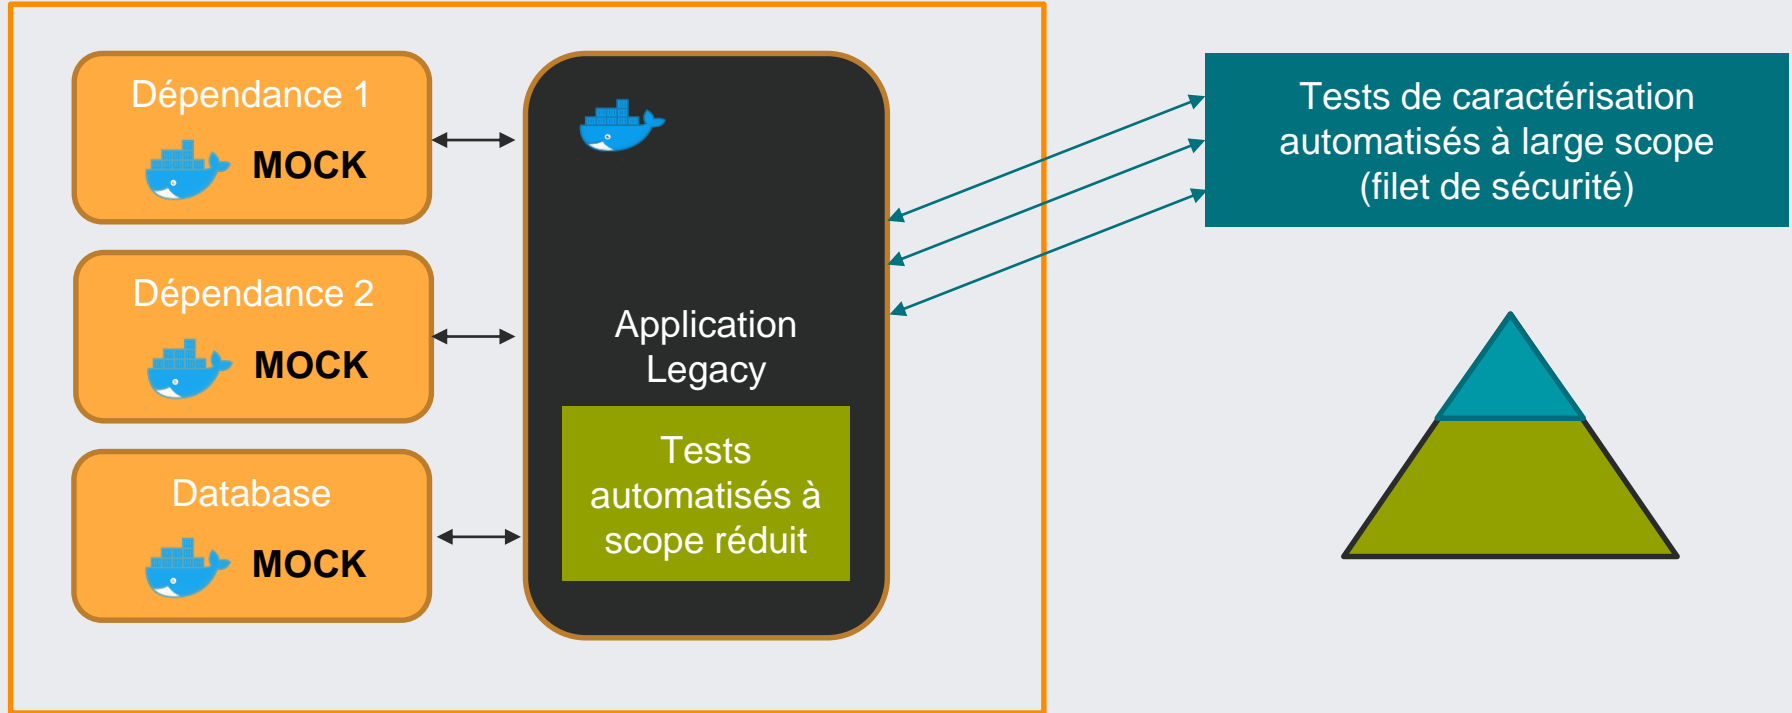 Dépendance 1
MOCK
Dépendance 2
MOCK
Database
MOCK
Application
Legacy
Tests
automatisés à
scope réduit
Tests de caractérisation
automatisés à large scope
(filet de sécurité)